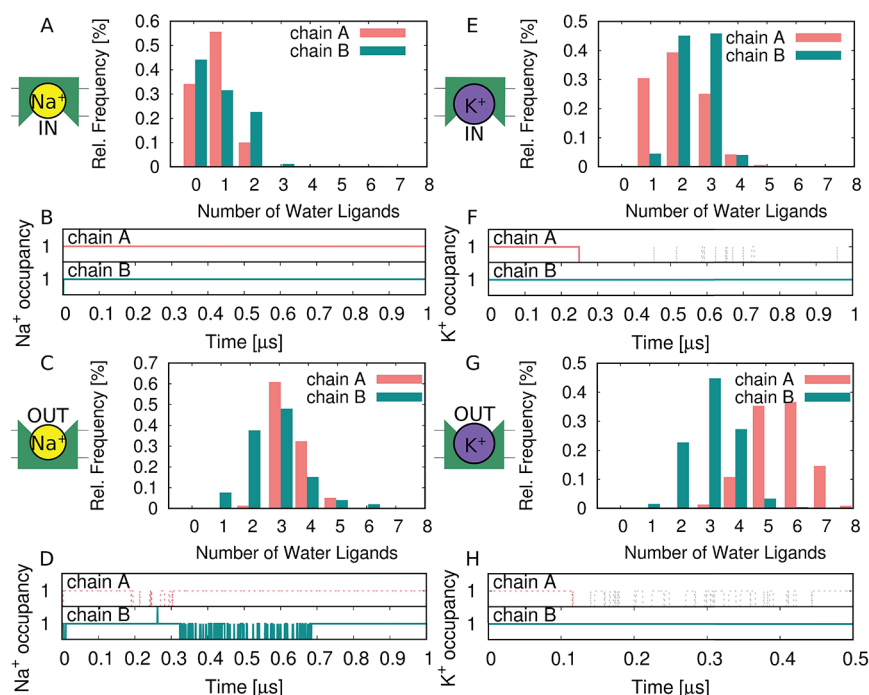 A
Na+
IN
Rel. Frequency [%]
0.6
0.5
0.4
0.3
0.2
0.1
0
chain A
chain B
0 1 2 3 4 5 6 7 8
Number of Water Ligands
B
Na+ occupancy
1
chain A
1
chain B
0 0.1 0.2 0.3 0.4 0.5 0.6 0.7 0.8 0.9 1
Time [μs]
C
OUT
Na+
Rel. Frequency [%]
0.7
0.6
0.5
0.4
0.3
0.2
0.1
0
chain A
chain B
0 1 2 3 4 5 6 7 8
Number of Water Ligands
D
Na+ occupancy
1
chain A
1
chain B
0 0.1 0.2 0.3 0.4 0.5 0.6 0.7 0.8 0.9 1
Time [μs]
E
K+
IN
Rel. Frequency [%]
0.5
0.4
0.3
0.2
0.1
0
chain A
chain B
0 1 2 3 4 5 6 7 8
Number of Water Ligands
F
K+ occupancy
1
chain A
1
chain B
0 0.1 0.2 0.3 0.4 0.5 0.6 0.7 0.8 0.9 1
Time [μs]
G
OUT
K+
Rel. Frequency [%]
0.5
0.4
0.3
0.2
0.1
0
chain A
chain B
0 1 2 3 4 5 6 7 8
Number of Water Ligands
H
K+ occupancy
1
chain A
1
chain B
0 0.1 0.2 0.3 0.4 0.5
Time [μs]